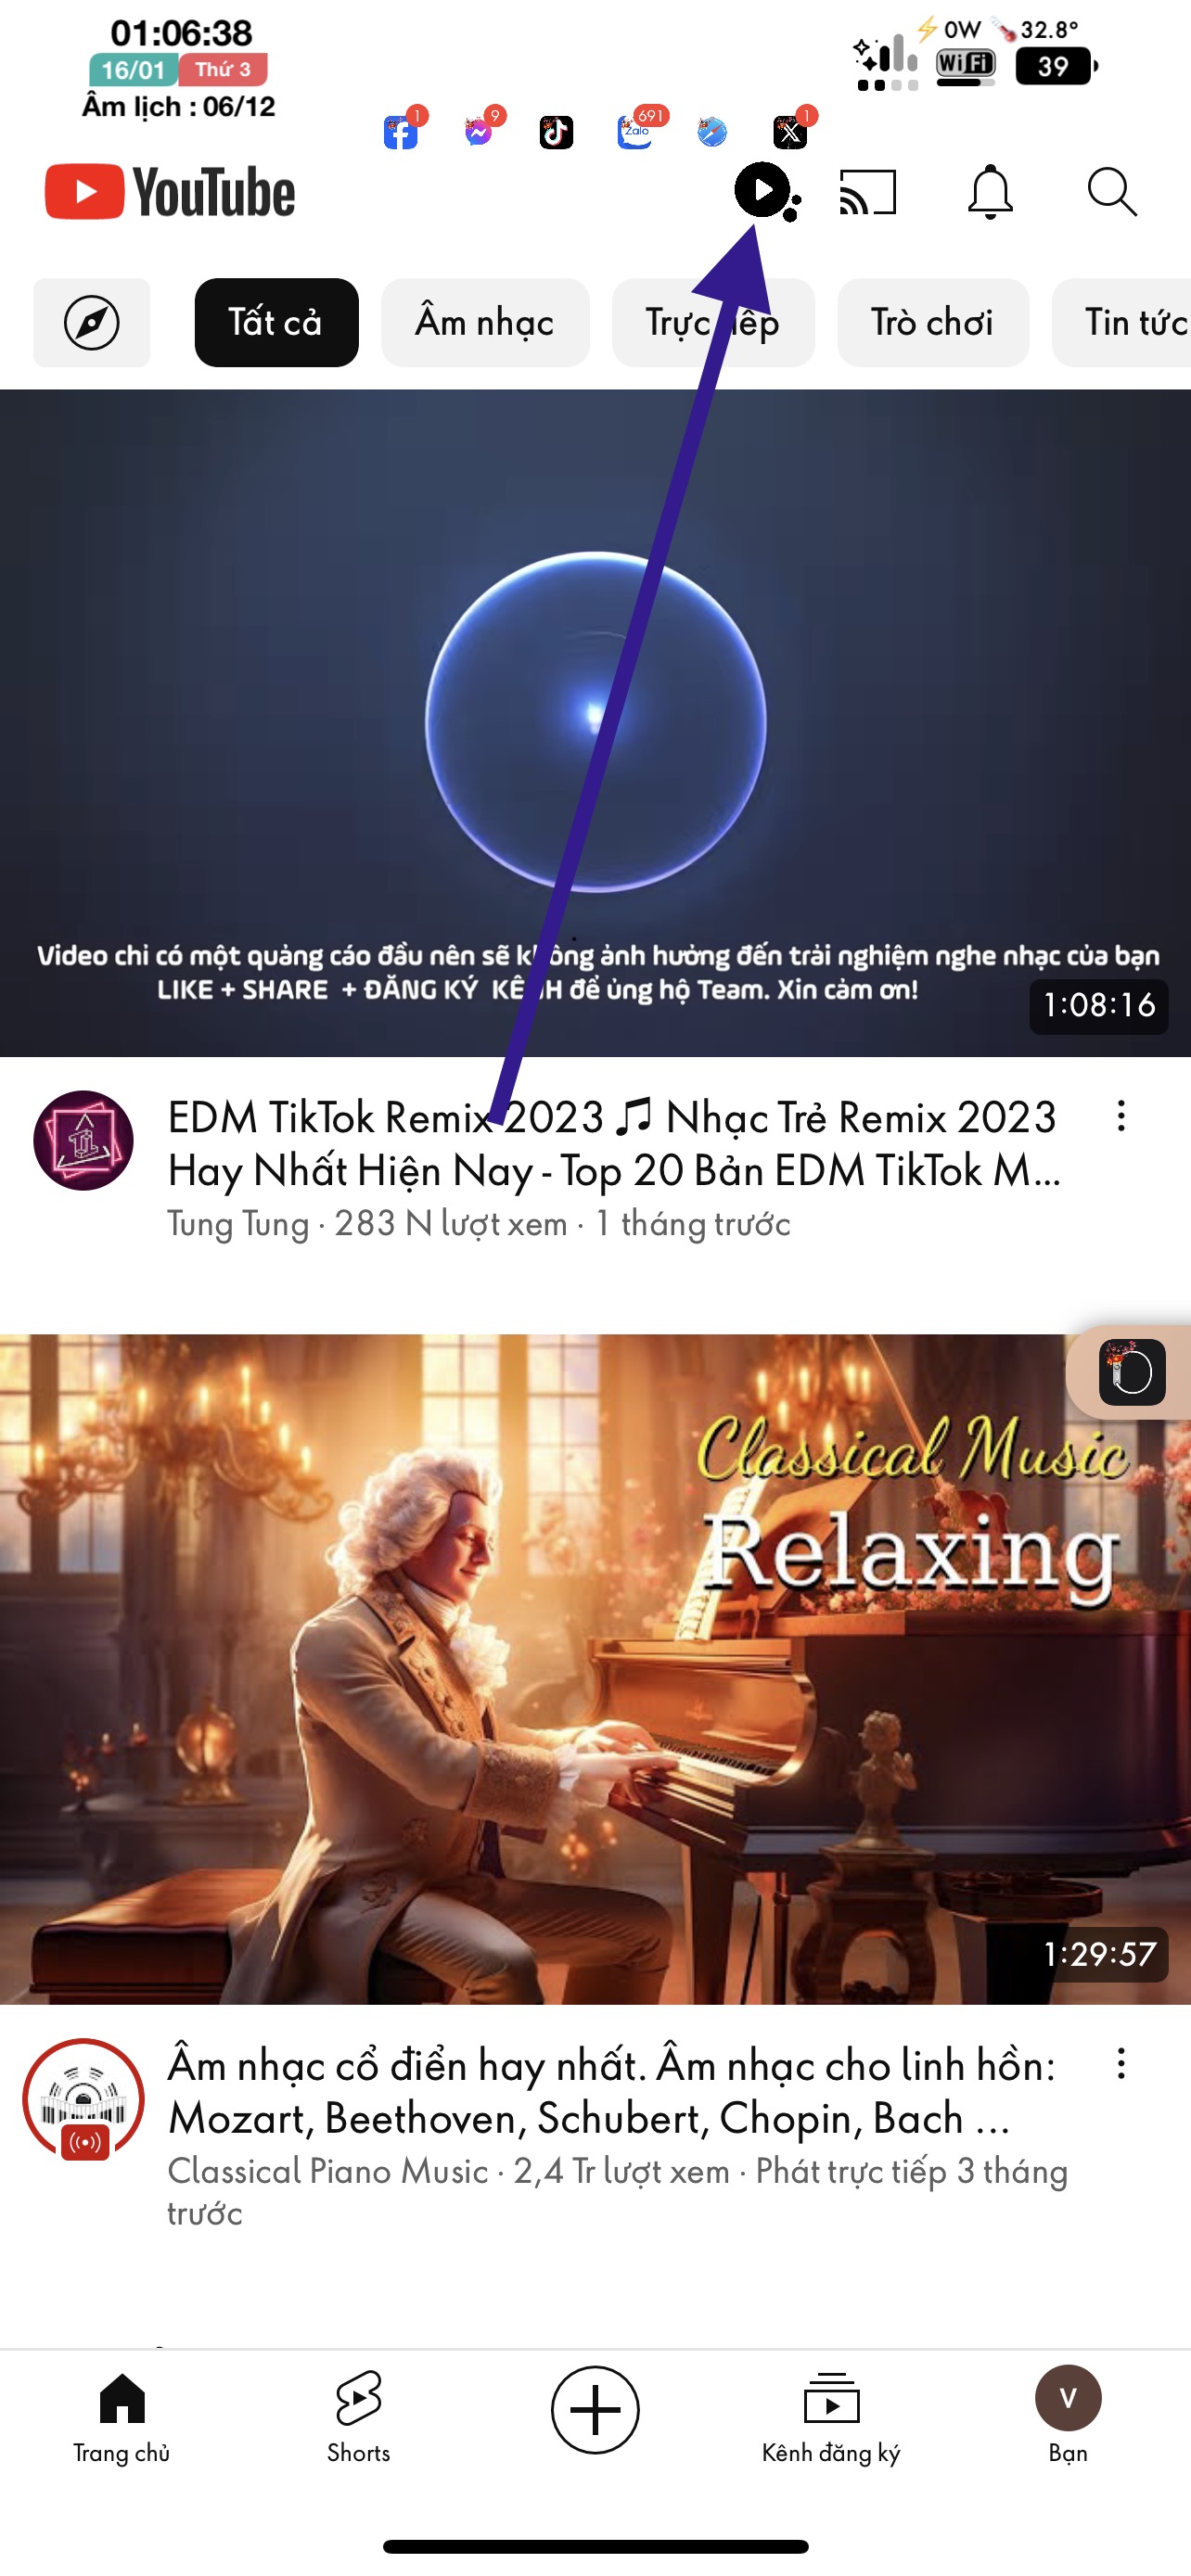 01:06:38
16/01 Thứ 3
Âm lịch : 06/12
0W 32.8°
WiFi 39
1 9 691 1
Zalo
YouTube
Tất cả Âm nhạc Trực tiếp Trò chơi Tin tức
Video chỉ có một quảng cáo đầu nên sẽ không ảnh hưởng đến trải nghiệm nghe nhạc của bạn
LIKE + SHARE + ĐĂNG KÝ KÊNH để ủng hộ Team. Xin cảm ơn!
1:08:16
EDM TikTok Remix 2023 🎵 Nhạc Trẻ Remix 2023
Hay Nhất Hiện Nay - Top 20 Bản EDM TikTok M...
Tung Tung · 283 N lượt xem · 1 tháng trước
Classical Music
Relaxing
1:29:57
Âm nhạc cổ điển hay nhất. Âm nhạc cho linh hồn:
Mozart, Beethoven, Schubert, Chopin, Bach ...
Classical Piano Music · 2,4 Tr lượt xem · Phát trực tiếp 3 tháng
trước
V
Trang chủ Shorts Kênh đăng ký Bạn